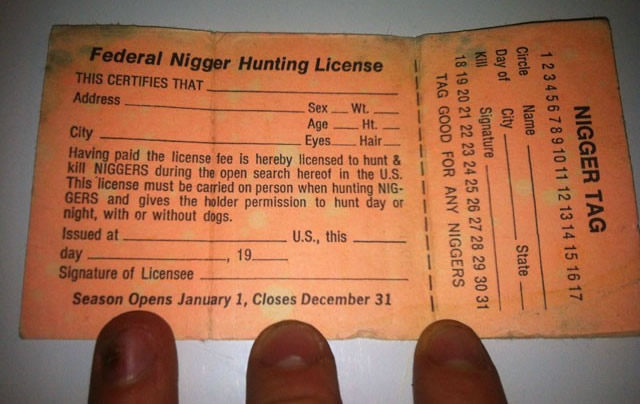 Federal Nigger Hunting License
THIS CERTIFIES THAT
Address
Sex Wt.
Age Ht.
City Eyes Hair
Having paid the license fee is hereby licensed to hunt &
kill NIGGERS during the open search hereof in the U.S.
This license must be carried on person when hunting NIG-
GERS and gives the holder permission to hunt day or
night, with or without dogs.
Issued at U.S., this
day , 19
Signature of Licensee
Season Opens January 1, Closes December 31
NIGGER TAG
1 2 3 4 5 6 7 8 9 10 11 12 13 14 15 16 17
Circle Name
Day of City State
Kill Signature
18 19 20 21 22 23 24 25 26 27 28 29 30 31
TAG GOOD FOR ANY NIGGERS